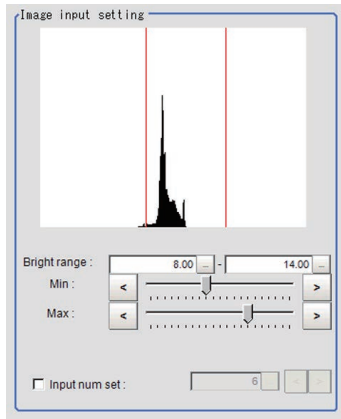 Image input setting
Bright range : 8.00 ... - 14.00 ...
Min : < >
Max : < >
Input num set : 6 < >